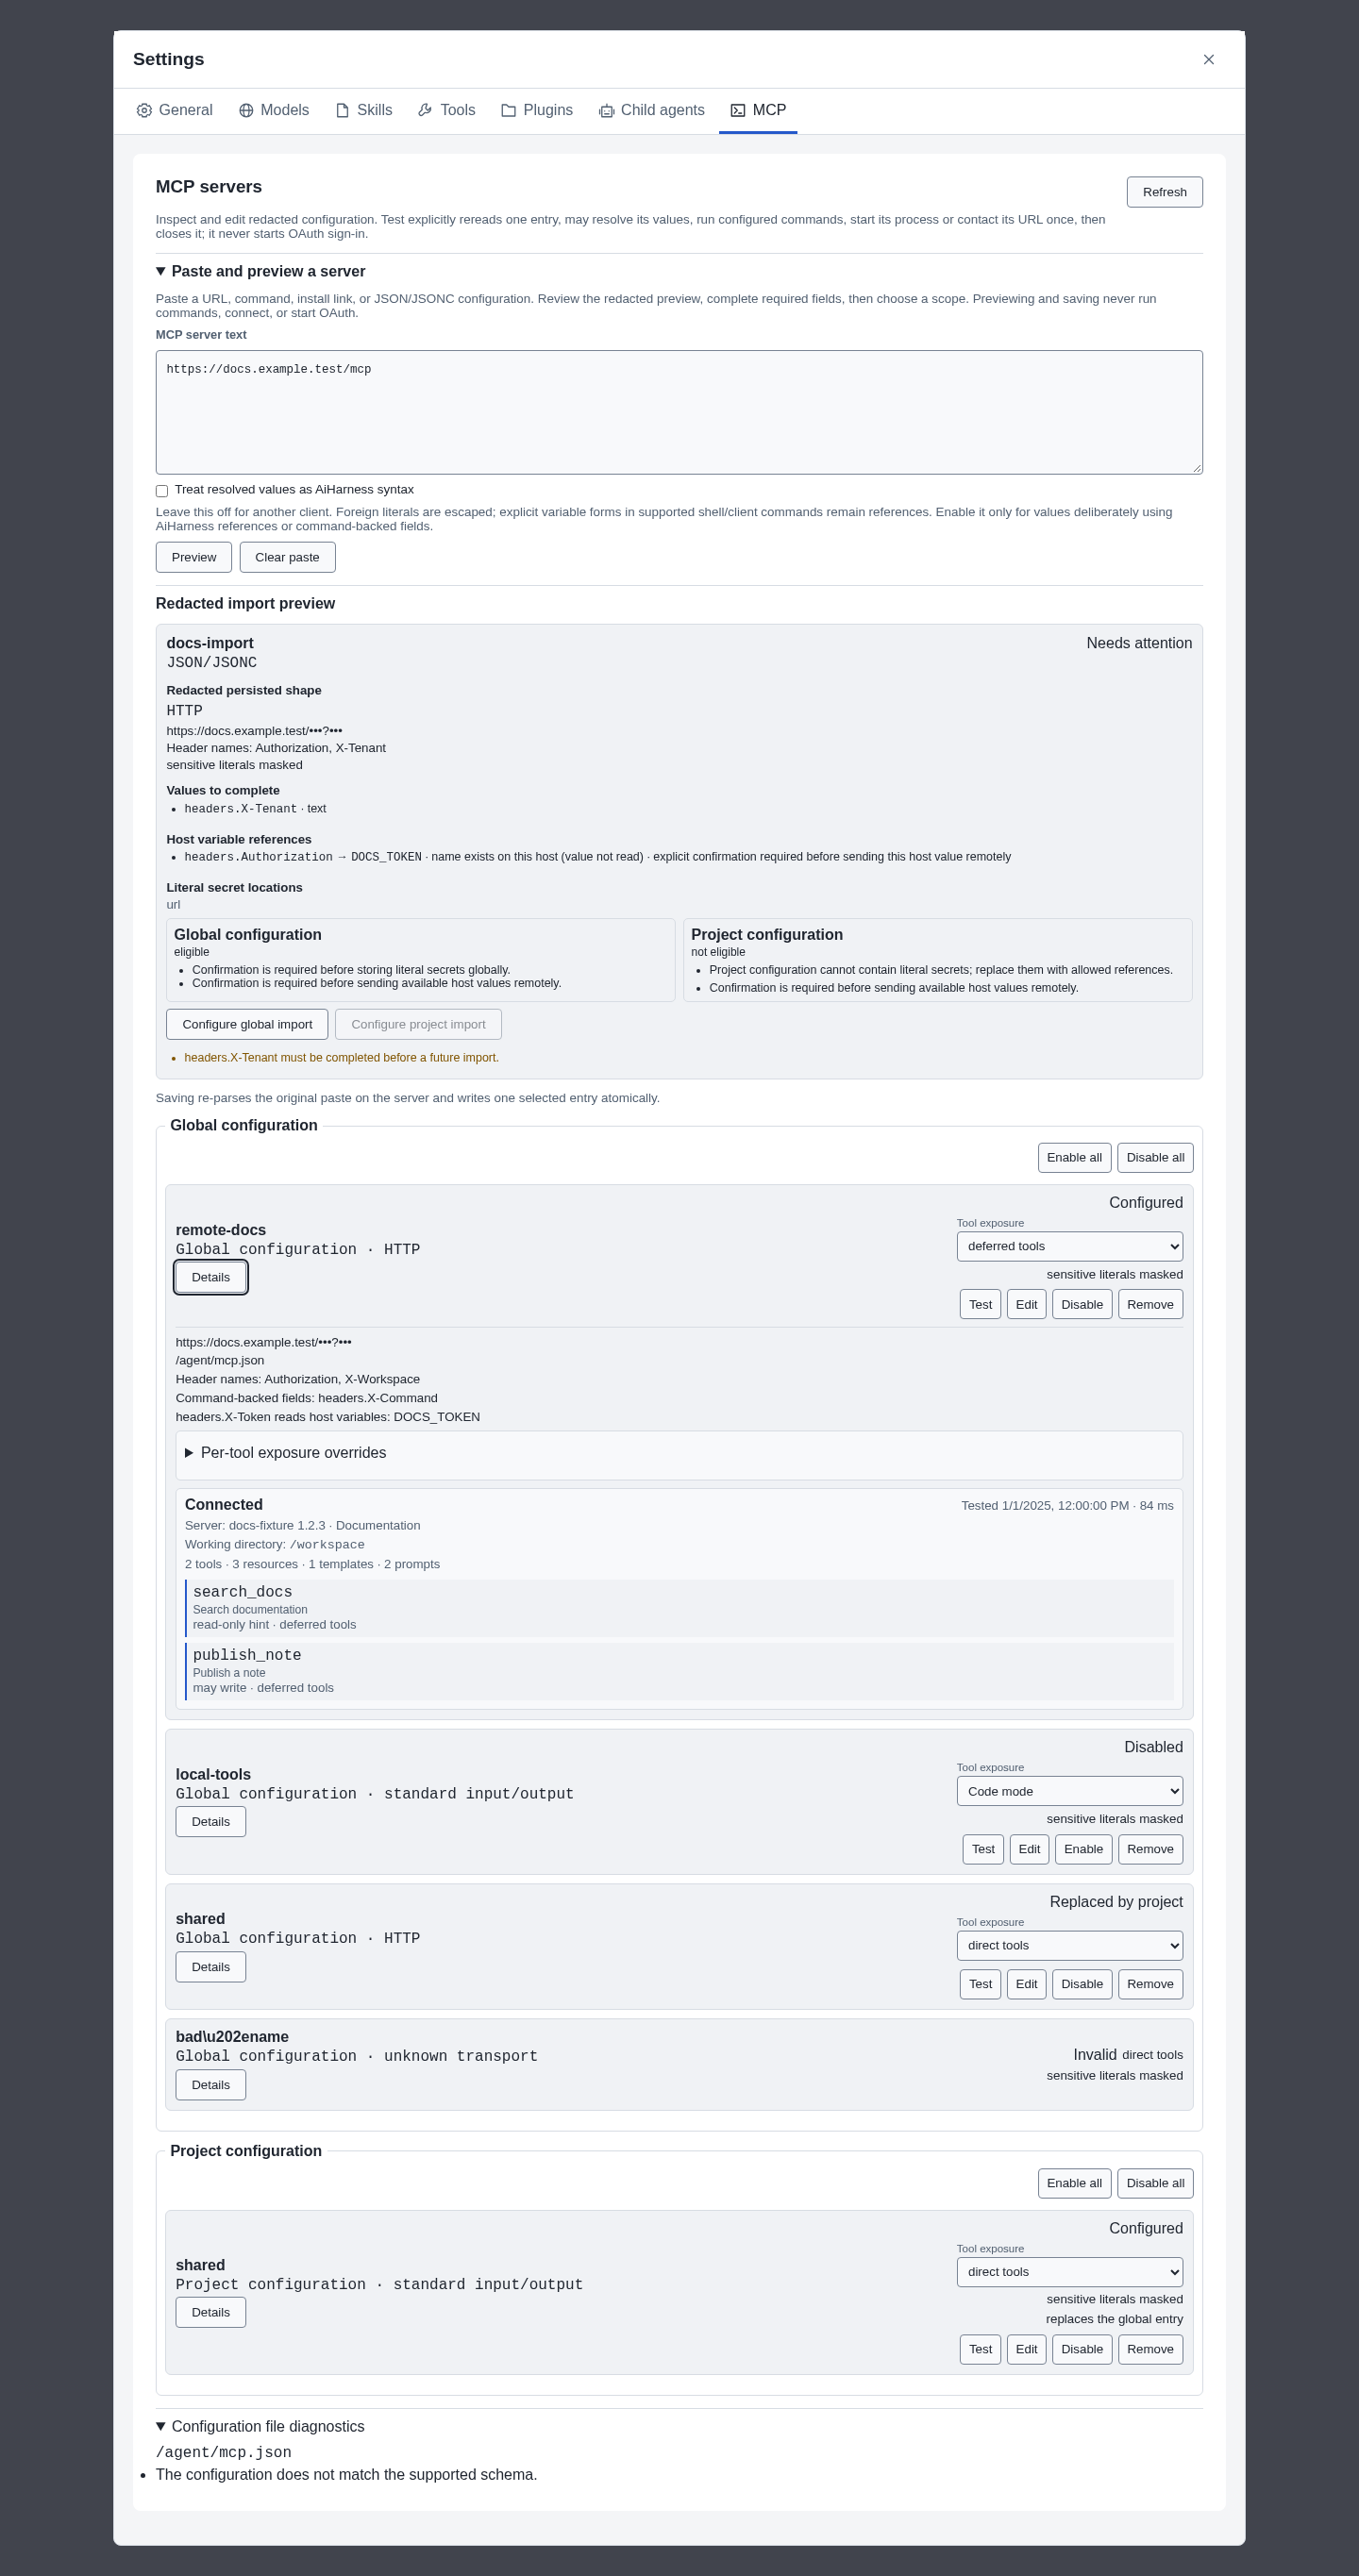 Settings
General Models Skills Tools Plugins Child agents MCP
MCP servers
Refresh
Inspect and edit redacted configuration. Test explicitly rereads one entry, may resolve its values, run configured commands, start its process or contact its URL once, then
closes it; it never starts OAuth sign-in.
Paste and preview a server
Paste a URL, command, install link, or JSON/JSONC configuration. Review the redacted preview, complete required fields, then choose a scope. Previewing and saving never run
commands, connect, or start OAuth.
MCP server text
https://docs.example.test/mcp
Treat resolved values as AiHarness syntax
Leave this off for another client. Foreign literals are escaped; explicit variable forms in supported shell/client commands remain references. Enable it only for values deliberately using
AiHarness references or command-backed fields.
Preview Clear paste
Redacted import preview
docs-import
Needs attention
JSON/JSONC
Redacted persisted shape
HTTP
https://docs.example.test/•••?•••
Header names: Authorization, X-Tenant
sensitive literals masked
Values to complete
• headers.X-Tenant · text
Host variable references
• headers.Authorization → DOCS_TOKEN · name exists on this host (value not read) · explicit confirmation required before sending this host value remotely
Literal secret locations
url
Global configuration
eligible
• Confirmation is required before storing literal secrets globally.
• Confirmation is required before sending available host values remotely.
Project configuration
not eligible
• Project configuration cannot contain literal secrets; replace them with allowed references.
• Confirmation is required before sending available host values remotely.
Configure global import Configure project import
• headers.X-Tenant must be completed before a future import.
Saving re-parses the original paste on the server and writes one selected entry atomically.
Global configuration
Enable all Disable all
remote-docs
Global configuration · HTTP
Details
Configured
Tool exposure
deferred tools
sensitive literals masked
Test Edit Disable Remove
https://docs.example.test/•••?•••
/agent/mcp.json
Header names: Authorization, X-Workspace
Command-backed fields: headers.X-Command
headers.X-Token reads host variables: DOCS_TOKEN
Per-tool exposure overrides
Connected
Tested 1/1/2025, 12:00:00 PM · 84 ms
Server: docs-fixture 1.2.3 · Documentation
Working directory: /workspace
2 tools · 3 resources · 1 templates · 2 prompts
search_docs
Search documentation
read-only hint · deferred tools
publish_note
Publish a note
may write · deferred tools
local-tools
Global configuration · standard input/output
Details
Disabled
Tool exposure
Code mode
sensitive literals masked
Test Edit Enable Remove
shared
Global configuration · HTTP
Details
Replaced by project
Tool exposure
direct tools
Test Edit Disable Remove
bad\u202ename
Global configuration · unknown transport
Details
Invalid direct tools
sensitive literals masked
Project configuration
Enable all Disable all
shared
Project configuration · standard input/output
Details
Configured
Tool exposure
direct tools
sensitive literals masked
replaces the global entry
Test Edit Disable Remove
Configuration file diagnostics
/agent/mcp.json
• The configuration does not match the supported schema.